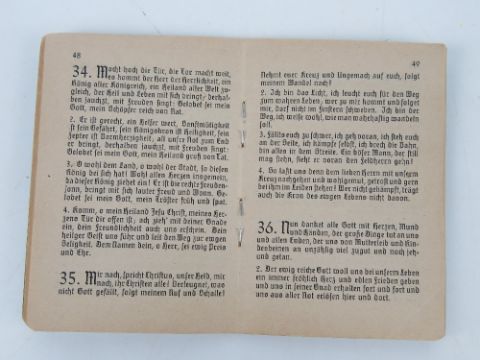 48
34. Macht hoch die Tür, die Tor macht weit,
es kommt der Herr der Herrlichkeit, ein
König aller Königreich, ein Heiland aller Welt zu-
gleich, der Heil und Leben mit sich bringt; derhal-
ben jauchzt, mit Freuden singt: Gelobet sei mein
Gott, mein Schöpfer reich von Rat.
2. Er ist gerecht, ein Helfer wert, Sanftmütigkeit
ist sein Gefährt, sein Königskron ist Heiligkeit, sein
Zepter ist Barmherzigkeit, all unsre Not zum End
er bringt, derhalben jauchzt, mit Freuden singt:
Gelobet sei mein Gott, mein Heiland groß von Tat.
3. O wohl dem Land, o wohl der Stadt, so diesen
König bei sich hat! Wohl allen Herzen insgemein,
da dieser König ziehet ein! Er ist die rechte Freuden-
sonn, bringt mit sich lauter Freud und Wonn. Ge-
lobet sei mein Gott, mein Tröster früh und spat.
4. Komm, o mein Heiland Jesu Christ, meines Her-
zens Tür dir offen ist; ach zieh' mit deiner Gnade
ein, dein Freundlichkeit auch uns erschein. Dein
heilger Geist uns führ und leit den Weg zur ewgen
Seligkeit. Dem Namen dein, o Herr, sei ewig Preis
und Ehr.
35. Mir nach, spricht Christus, unser Held, mir
nach, ihr Christen alle! Verleugnet, was
nicht Gott gefällt, folgt meinem Ruf und Schalle!
49
Nehmt euer Kreuz und Ungemach auf euch, folgt
meinem Wandel nach!
2. Ich bin das Licht, ich leucht euch für den Weg
zum wahren Leben, wer zu mir kommt und folget
mir, darf nicht im finstern schweben. Ich bin der
Weg, ich weise wohl, wie man wahrhaftig wandeln
soll.
3. Fällts euch zu schwer, ich geh voran, ich steh euch
an der Seite, ich kämpfe selbst, ich brech die Bahn,
bin alles in dem Streite. Ein böser Mann, der still
mag stehn, sieht er voran den Feldherrn gehn!
4. So laßt uns denn dem lieben Herrn mit unserm
Kreuz nachgehen und wohlgemut, getrost und gern
bei ihm im Leiden stehen! Wer nicht gekämpft, trägt
auch die Kron des ewgen Lebens nicht davon.
36. Nun danket alle Gott mit Herzen, Mund
und Händen, der große Dinge tut an uns
und allen Enden, der uns von Mutterleib und Kin-
desbeinen an unzählig viel zugut und noch jetz-
und getan.
2. Der ewig reiche Gott woll uns bei unserm Leben
ein immer fröhlich Herz und edlen Frieden geben
und uns in seiner Gnad erhalten fort und fort und
uns aus aller Not erlösen hier und dort.